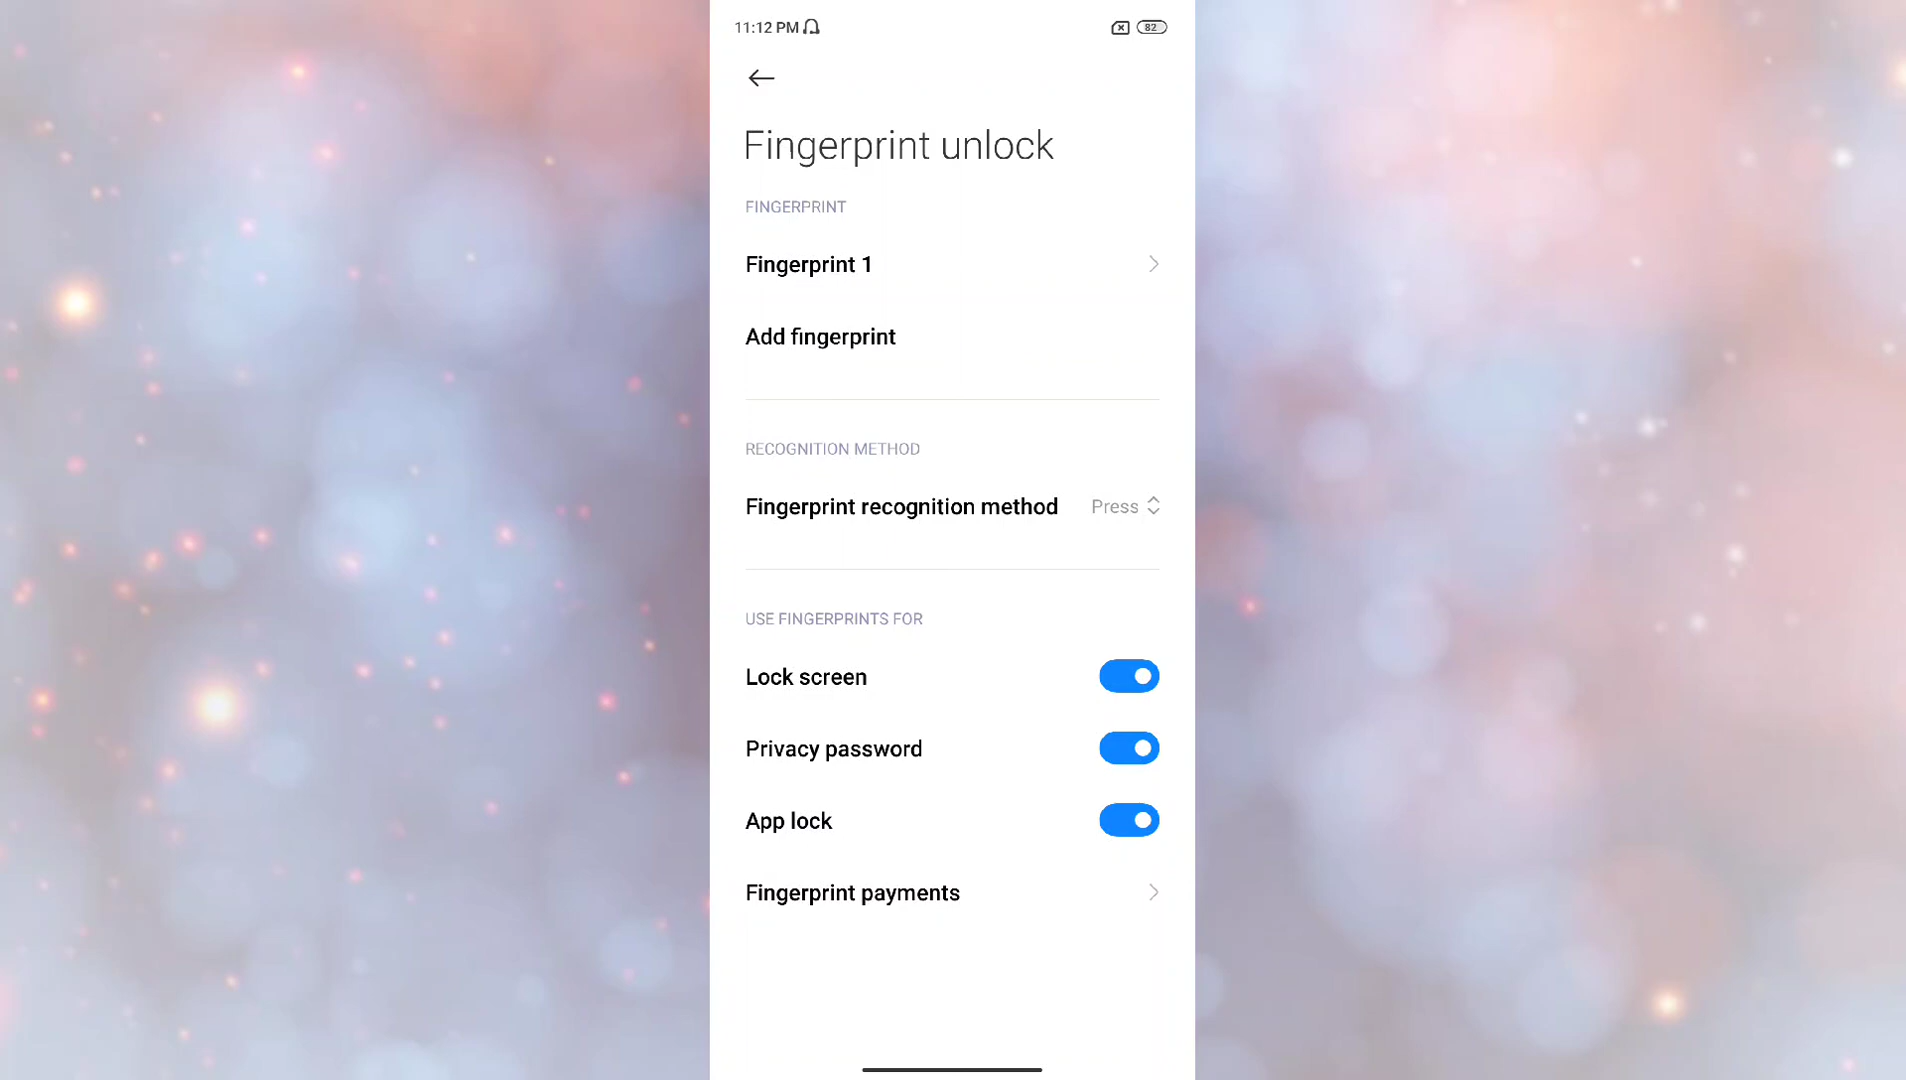 11:12 PM 82
Fingerprint unlock
FINGERPRINT
Fingerprint 1
Add fingerprint
RECOGNITION METHOD
Fingerprint recognition method Press
USE FINGERPRINTS FOR
Lock screen
Privacy password
App lock
Fingerprint payments